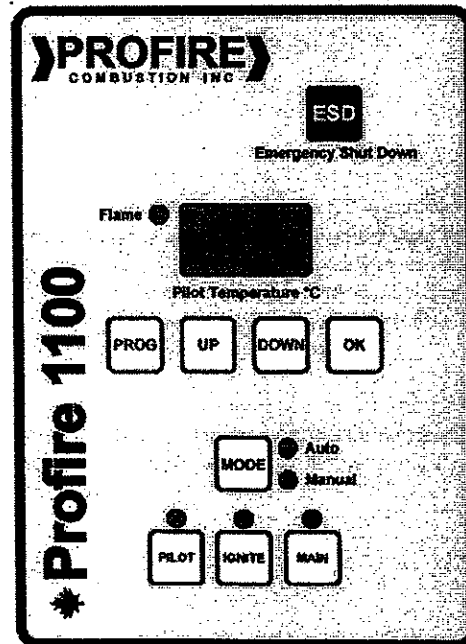 PROFIRE
COMBUSTION INC
ESD
Emergency Shut Down
Flame
Pilot Temperature °C
PROG UP DOWN OK
MODE
Auto
Manual
PILOT IGNITE MAIN
Profire 1100